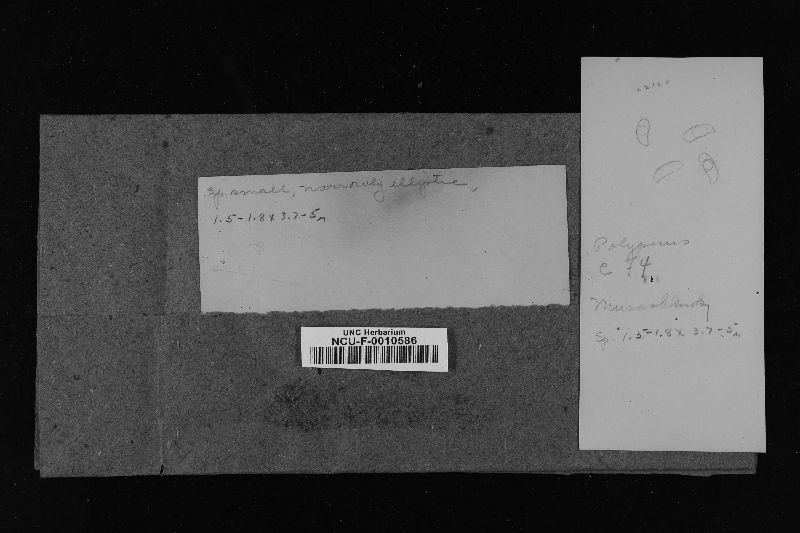 Sp. small, narrowly elliptic,
1.5-1.8 x 3.7-5µ
UNC Herbarium
NCU-F-0010586
x2160
Polyporus
C 74
Sp. 1.5-1.8 x 3.7-5µ